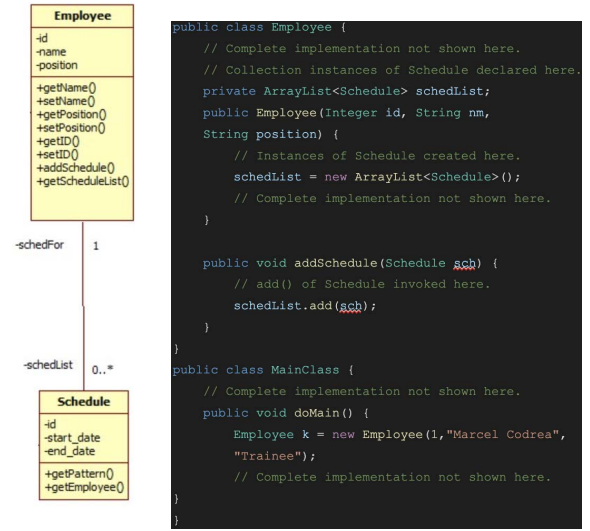 Employee
-id
-name
-position
+getName()
+setName()
+getPosition()
+setPosition()
+getID()
+setID()
+addSchedule()
+getScheduleList()
-schedFor 1
-schedList 0..*
Schedule
-id
-start_date
-end_date
+getPattern()
+getEmployee()
public class Employee {
// Complete implementation not shown here.
// Collection instances of Schedule declared here.
private ArrayList<Schedule> schedList;
public Employee(Integer id, String nm,
String position) {
// Instances of Schedule created here.
schedList = new ArrayList<Schedule>();
// Complete implementation not shown here.
}
public void addSchedule(Schedule sch) {
// add() of Schedule invoked here.
schedList.add(sch);
}
}
public class MainClass {
// Complete implementation not shown here.
public void doMain() {
Employee k = new Employee(1,"Marcel Codrea",
"Trainee");
// Complete implementation not shown here.
}
}